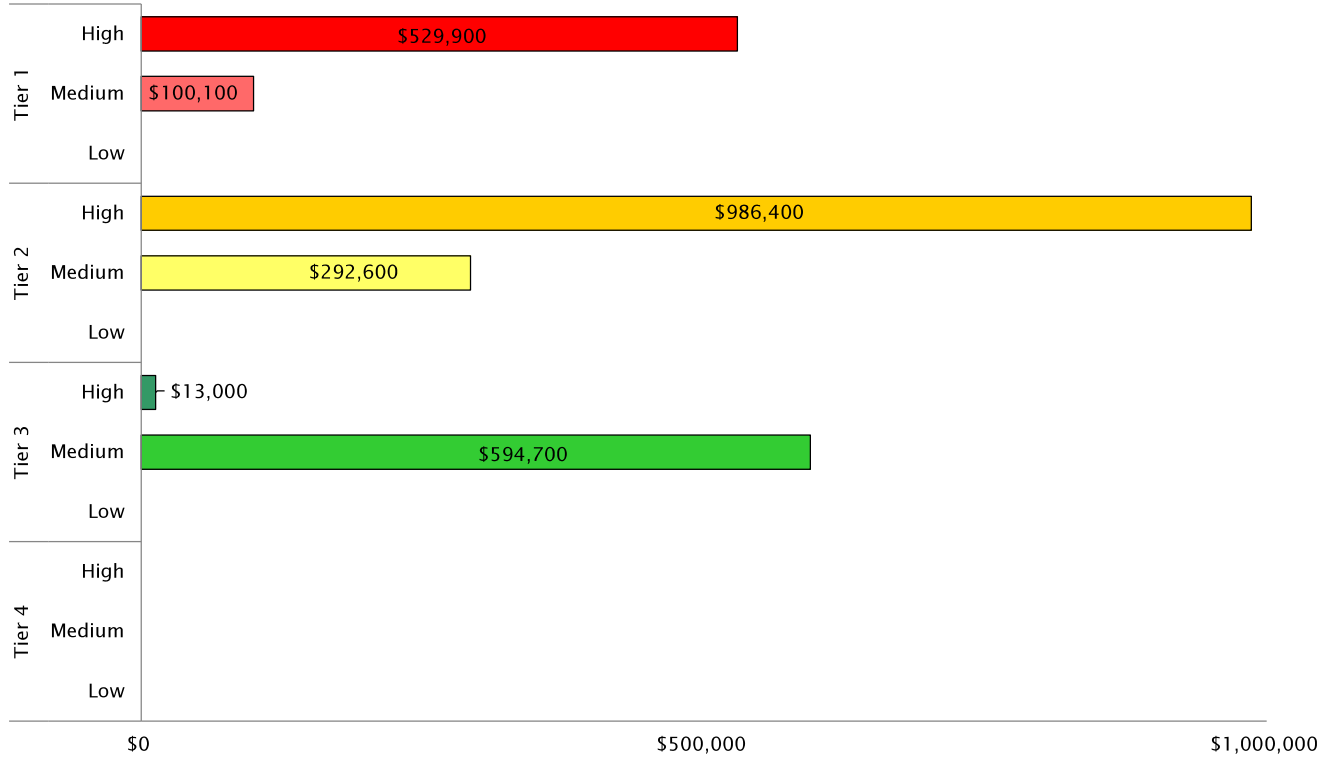 Tier 1
High
$529,900
Medium
$100,100
Low
Tier 2
High
$986,400
Medium
$292,600
Low
Tier 3
High
$13,000
Medium
$594,700
Low
Tier 4
High
Medium
Low
$0
$500,000
$1,000,000